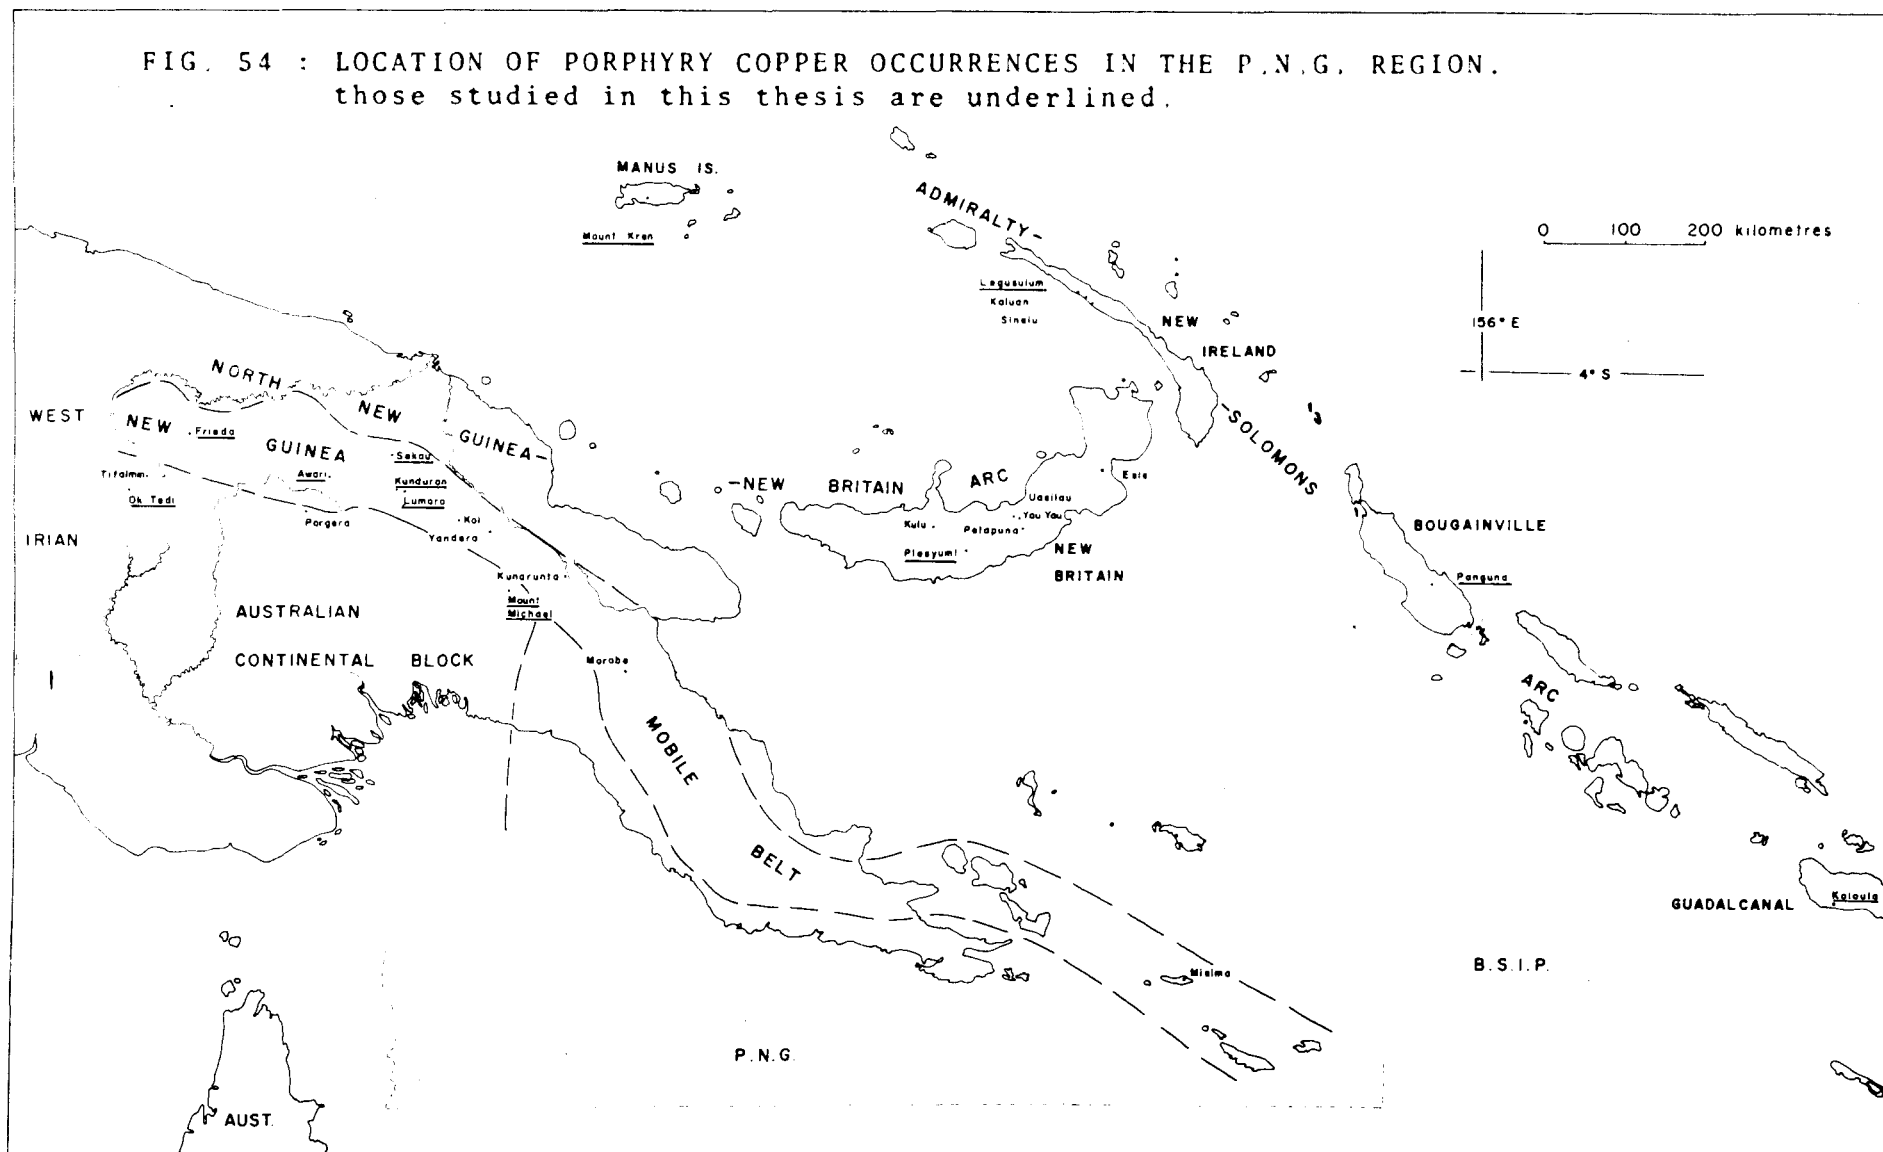 FIG. 54 : LOCATION OF PORPHYRY COPPER OCCURRENCES IN THE P.N.G. REGION.
those studied in this thesis are underlined.
MANUS IS.
Mount Kren
ADMIRALTY-
0 100 200 kilometres
156° E
4° S
Legusulum
Kaluan
Sinelu
NEW
IRELAND
-SOLOMONS
NORTH
NEW
GUINEA-
WEST
IRIAN
NEW
GUINEA
Frieda
Tifalmin
Ok Tedi
Awari
Sekau
Kunduran
Lumaro
Porgera
Kol
Yandera
Kunarunta
Mount
Michael
Morobe
-NEW
BRITAIN
ARC
Esis
Uasilau
You You
Kulu
Pelapuna
Plesyumi
NEW
BRITAIN
BOUGAINVILLE
Panguna
ARC
AUSTRALIAN
CONTINENTAL BLOCK
MOBILE
BELT
GUADALCANAL
Koloula
Misima
B.S.I.P.
P.N.G.
AUST.